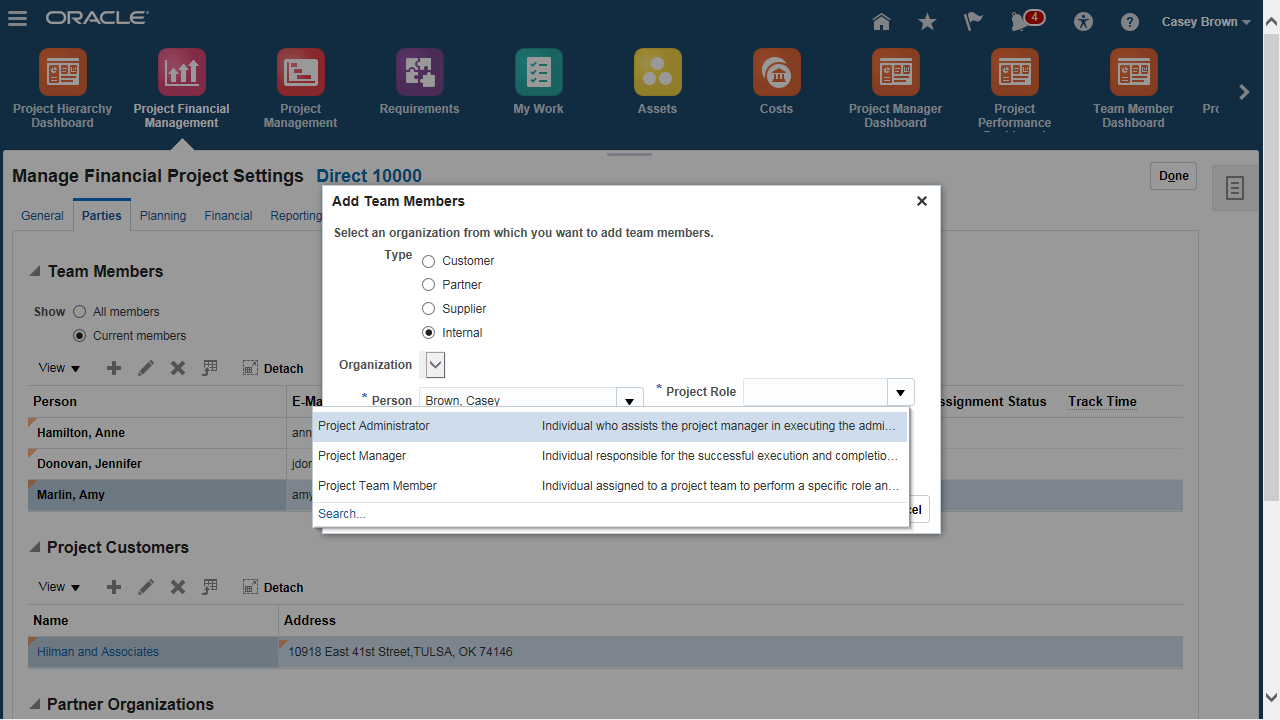 ORACLE
4
Casey Brown
Project Hierarchy
Dashboard
Project Financial
Management
Project
Management
Requirements
My Work
Assets
Costs
Project Manager
Dashboard
Project
Performance
Team Member
Dashboard
Manage Financial Project Settings Direct 10000
Done
General Parties Planning Financial Reporting
Team Members
Show
All members
Current members
View Detach
Person E-Ma ssignment Status Track Time
Hamilton, Anne ann
Donovan, Jennifer jdor
Marlin, Amy amy
Add Team Members
Select an organization from which you want to add team members.
Type
Customer
Partner
Supplier
Internal
Organization
* Person Brown, Casey
* Project Role
Project Administrator Individual who assists the project manager in executing the admi...
Project Manager Individual responsible for the successful execution and completio...
Project Team Member Individual assigned to a project team to perform a specific role an...
Search...
cel
Project Customers
View Detach
Name Address
Hilman and Associates 10918 East 41st Street,TULSA, OK 74146
Partner Organizations